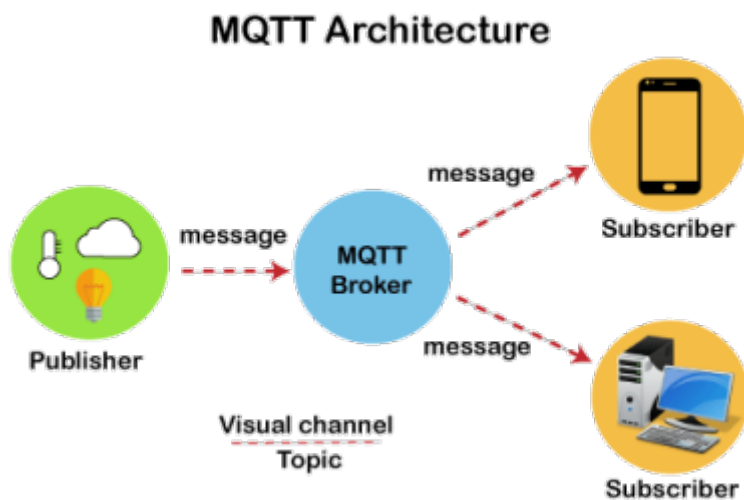 MQTT Architecture
message
Subscriber
message
MQTT
Broker
Publisher
message
Visual channel
Topic
Subscriber